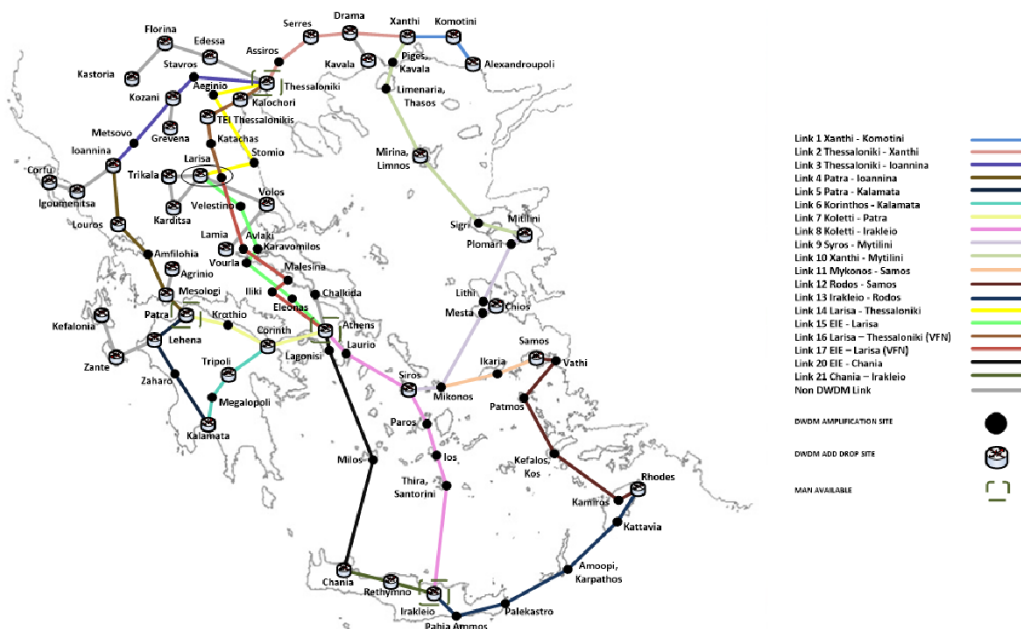 Florina
Edessa
Serres
Drama
Xanthi
Komotini
Assiros
Kavala
Piges,
Kavala
Alexandroupoli
Kastoria
Stavros
Aeginio
Thessaloniki
Kozani
Kalochori
Limenaria,
Thasos
TEI Thessalonikis
Grevena
Katachas
Metsovo
Ioannina
Larisa
Stomio
Mirina,
Limnos
Corfu
Trikala
Igoumenitsa
Volos
Karditsa
Velestino
Louros
Sigri
Mitilini
Lamia
Avlaki
Karavomilos
Plomari
Amfilohia
Vourla
Malesina
Agrinio
Iliki
Eleonas
Chalkida
Lithi
Mesologi
Mesta
Chios
Kefalonia
Patra
Krathio
Athens
Lehena
Corinth
Lagonisi
Laurio
Samos
Zante
Tripoli
Ikaria
Vathi
Zaharo
Siros
Mikonos
Megalopoli
Patmos
Kalamata
Paros
Milos
Ios
Kefalos,
Kos
Thira,
Santorini
Rhodes
Kamiros
Kattavia
Chania
Amoopi,
Karpathos
Rethymno
Irakleio
Palekastro
Pahia Ammos
Link 1 Xanthi - Komotini
Link 2 Thessaloniki - Xanthi
Link 3 Thessaloniki - Ioannina
Link 4 Patra - Ioannina
Link 5 Patra - Kalamata
Link 6 Korinthos - Kalamata
Link 7 Koletti - Patra
Link 8 Koletti - Irakleio
Link 9 Syros - Mytilini
Link 10 Xanthi - Mytilini
Link 11 Mykonos - Samos
Link 12 Rodos - Samos
Link 13 Irakleio - Rodos
Link 14 Larisa - Thessaloniki
Link 15 EIE - Larisa
Link 16 Larisa – Thessaloniki (VFN)
Link 17 EIE – Larisa (VFN)
Link 20 EIE - Chania
Link 21 Chania – Irakleio
Non DWDM Link
DWDM AMPLIFICATION SITE
DWDM ADD DROP SITE
MAN AVAILABLE